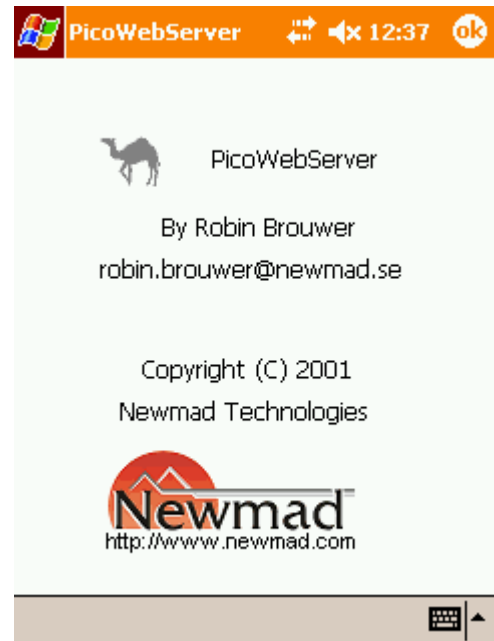 PicoWebServer 12:37 ok
PicoWebServer
By Robin Brouwer
robin.brouwer@newmad.se
Copyright (C) 2001
Newmad Technologies
Newmad
http://www.newmad.com